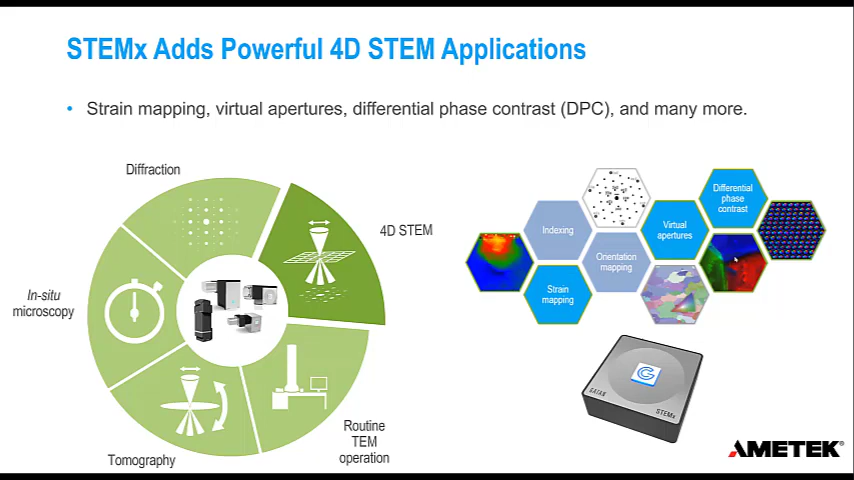 STEMx Adds Powerful 4D STEM Applications
• Strain mapping, virtual apertures, differential phase contrast (DPC), and many more.
Diffraction
4D STEM
In-situ
microscopy
Tomography
Routine
TEM
operation
Differential
phase
contrast
Indexing
Virtual
apertures
Orientation
mapping
Strain
mapping
GATAN
STEMx
AMETEK®